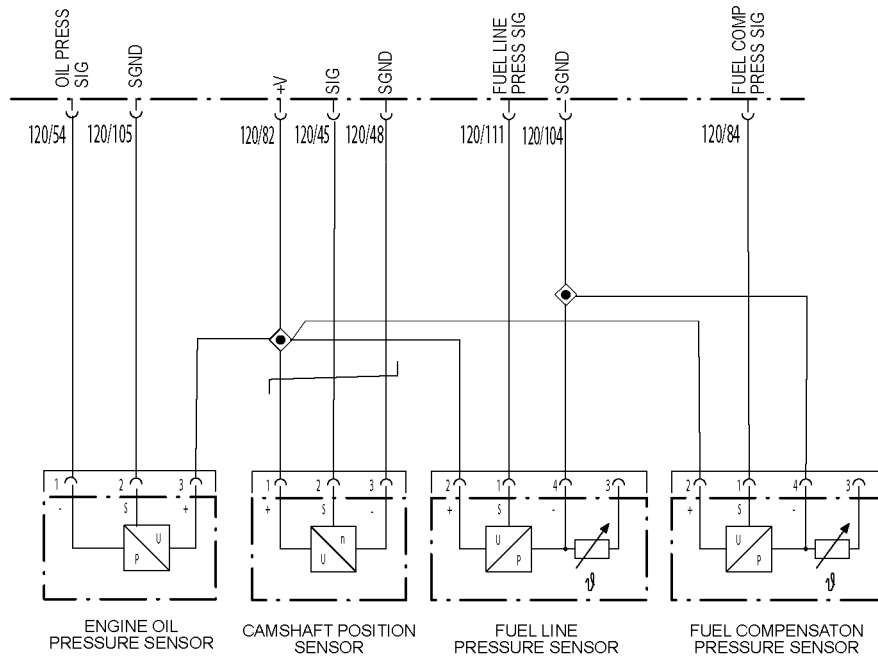 OIL PRESS SIG
SGND
+V
SIG
SGND
FUEL LINE PRESS SIG
SGND
FUEL COMP PRESS SIG
120/54 120/105 120/82 120/45 120/48 120/111 120/104 120/84
1 2 3 1 2 3 2 1 4 3 2 1 4 3
- S + + S - + S - + S -
U P n U U P U P
ϑ ϑ
ENGINE OIL
PRESSURE SENSOR
CAMSHAFT POSITION
SENSOR
FUEL LINE
PRESSURE SENSOR
FUEL COMPENSATON
PRESSURE SENSOR